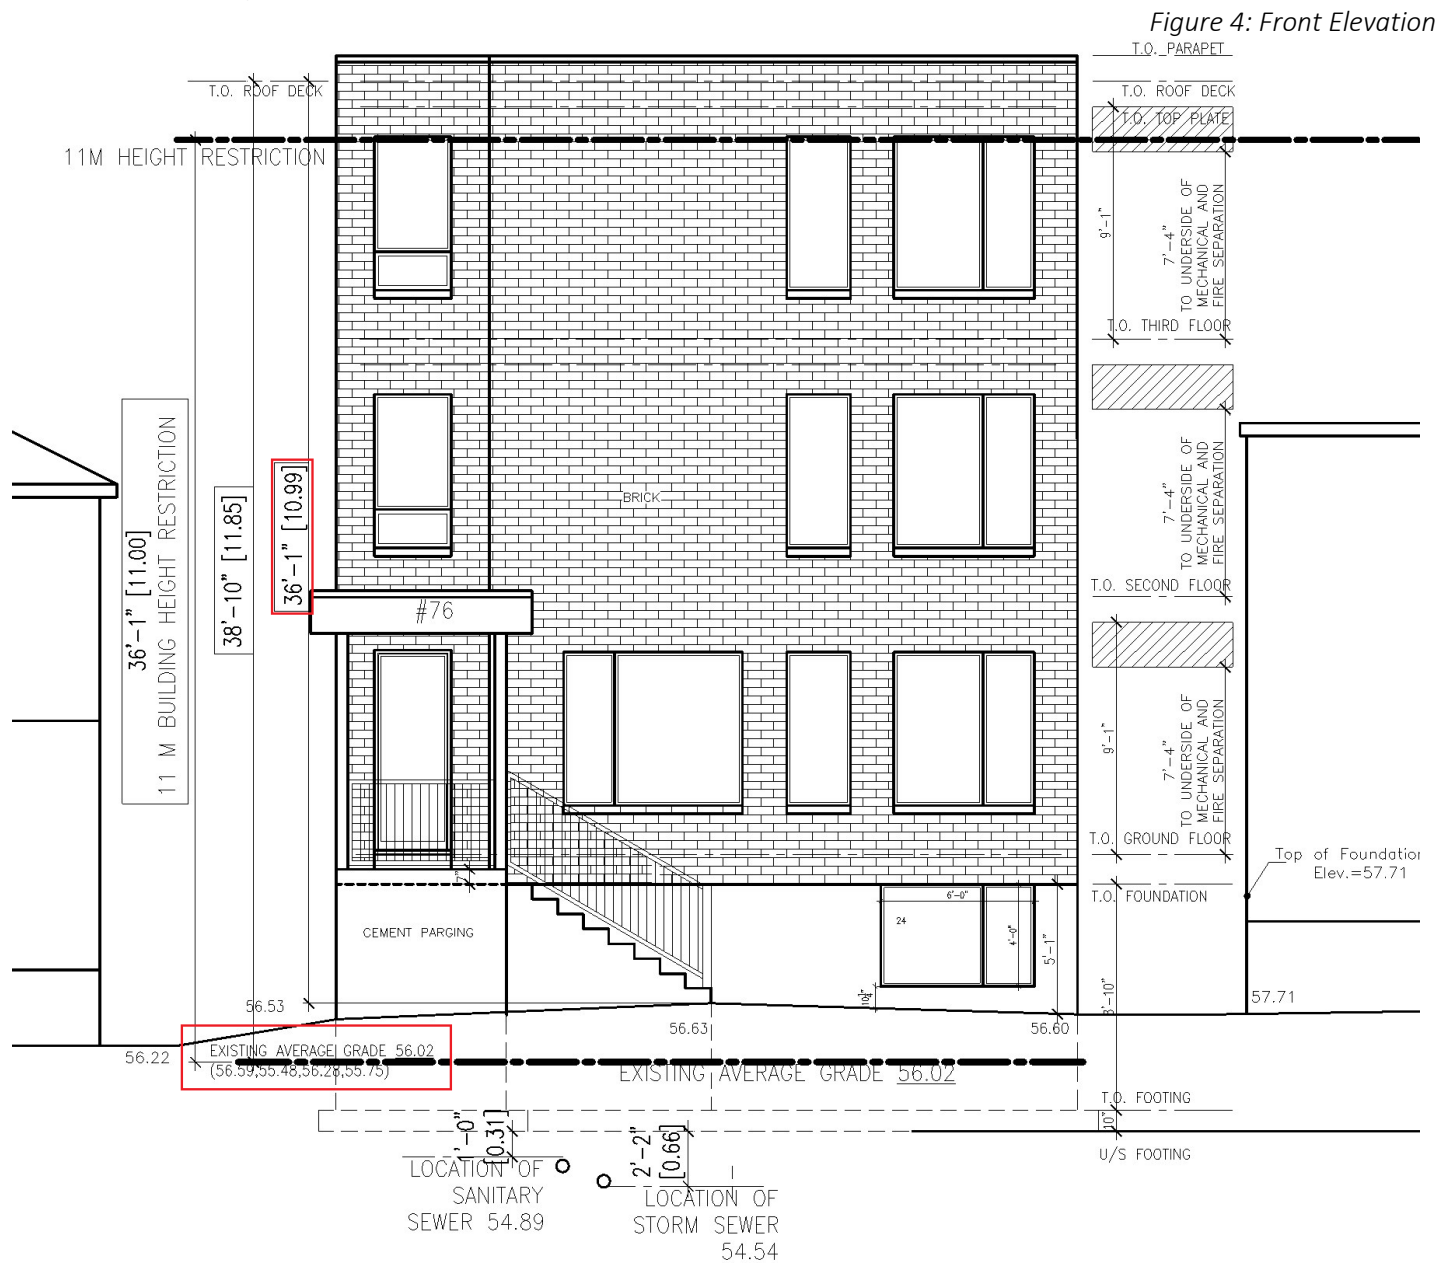 Figure 4: Front Elevation
T.O. PARAPET
T.O. ROOF DECK
T.O. ROOF DECK
T.O. TOP PLATE
11M HEIGHT RESTRICTION
9'-1"
7'-4"
TO UNDERSIDE OF
MECHANICAL AND
FIRE SEPARATION
T.O. THIRD FLOOR
36'-1" [11.00]
11 M BUILDING HEIGHT RESTRICTION
38'-10" [11.85]
36'-1" [10.99]
BRICK
7'-4"
TO UNDERSIDE OF
MECHANICAL AND
FIRE SEPARATION
T.O. SECOND FLOOR
#76
9'-1"
7'-4"
TO UNDERSIDE OF
MECHANICAL AND
FIRE SEPARATION
T.O. GROUND FLOOR
Top of Foundation
Elev.=57.71
7"
6'-0"
T.O. FOUNDATION
24
CEMENT PARGING
4'-0"
5'-1"
10¾"
57.71
56.53
56.63
56.60
56.22
EXISTING AVERAGE GRADE 56.02
(56.59,55.48,56.28,55.75)
EXISTING AVERAGE GRADE 56.02
T.O. FOOTING
10"
1'-0"
[0.31]
2'-2"
[0.66]
U/S FOOTING
LOCATION OF
SANITARY
SEWER 54.89
LOCATION OF
STORM SEWER
54.54